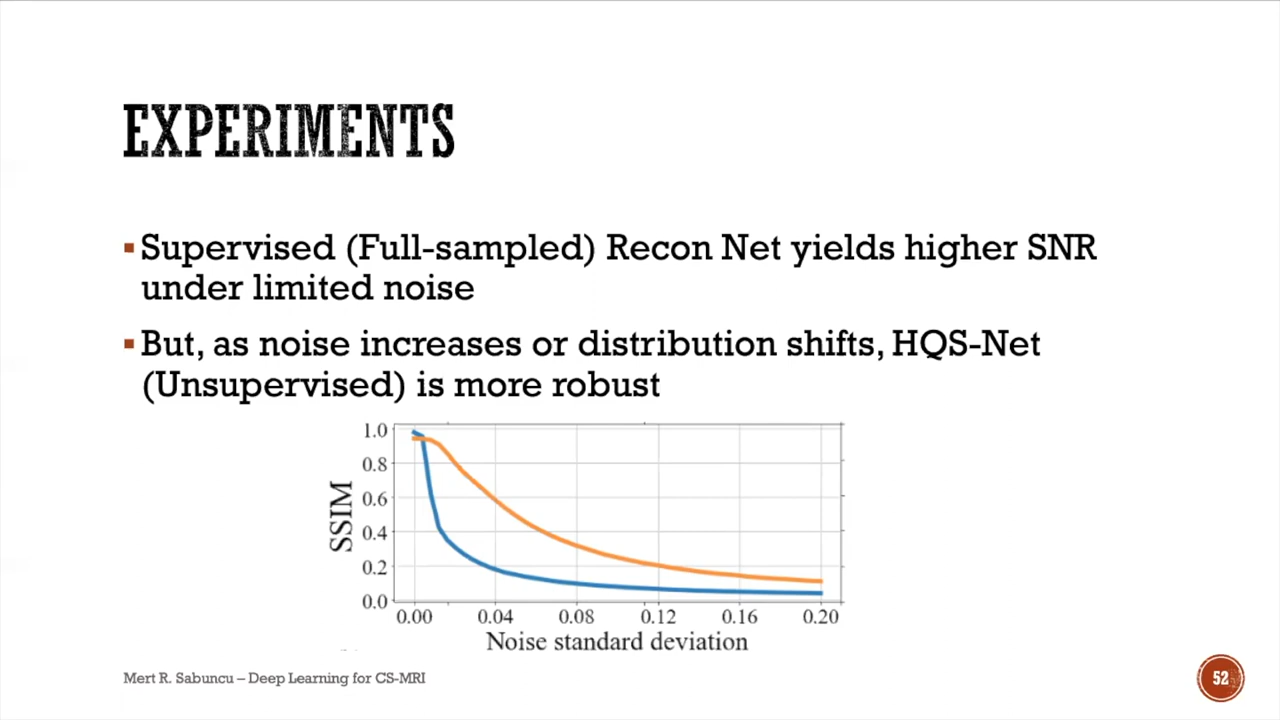 EXPERIMENTS
Supervised (Full-sampled) Recon Net yields higher SNR
under limited noise
But, as noise increases or distribution shifts, HQS-Net
(Unsupervised) is more robust
SSIM
1.0
0.8
0.6
0.4
0.2
0.0
0.00 0.04 0.08 0.12 0.16 0.20
Noise standard deviation
Mert R. Sabuncu – Deep Learning for CS-MRI
52